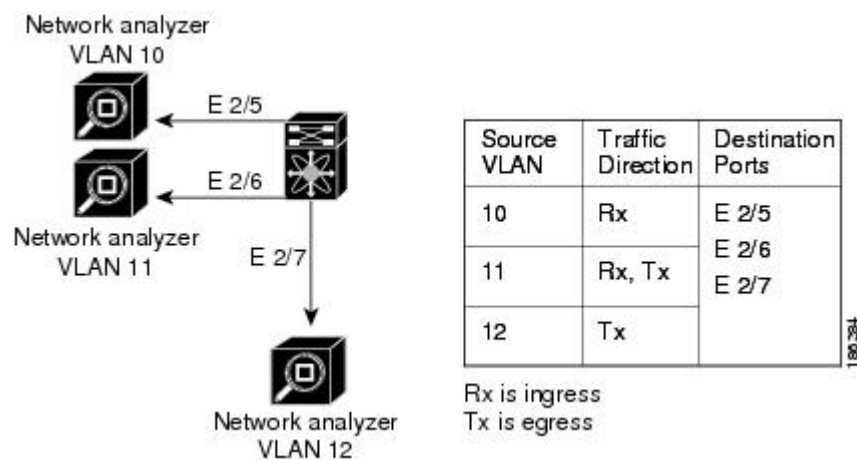 Network analyzer
VLAN 10
E 2/5
E 2/6
Network analyzer
VLAN 11
E 2/7
Network analyzer
VLAN 12
Source VLAN Traffic Direction Destination Ports
10 Rx E 2/5
E 2/6
11 Rx, Tx E 2/7
12 Tx
186284
Rx is ingress
Tx is egress